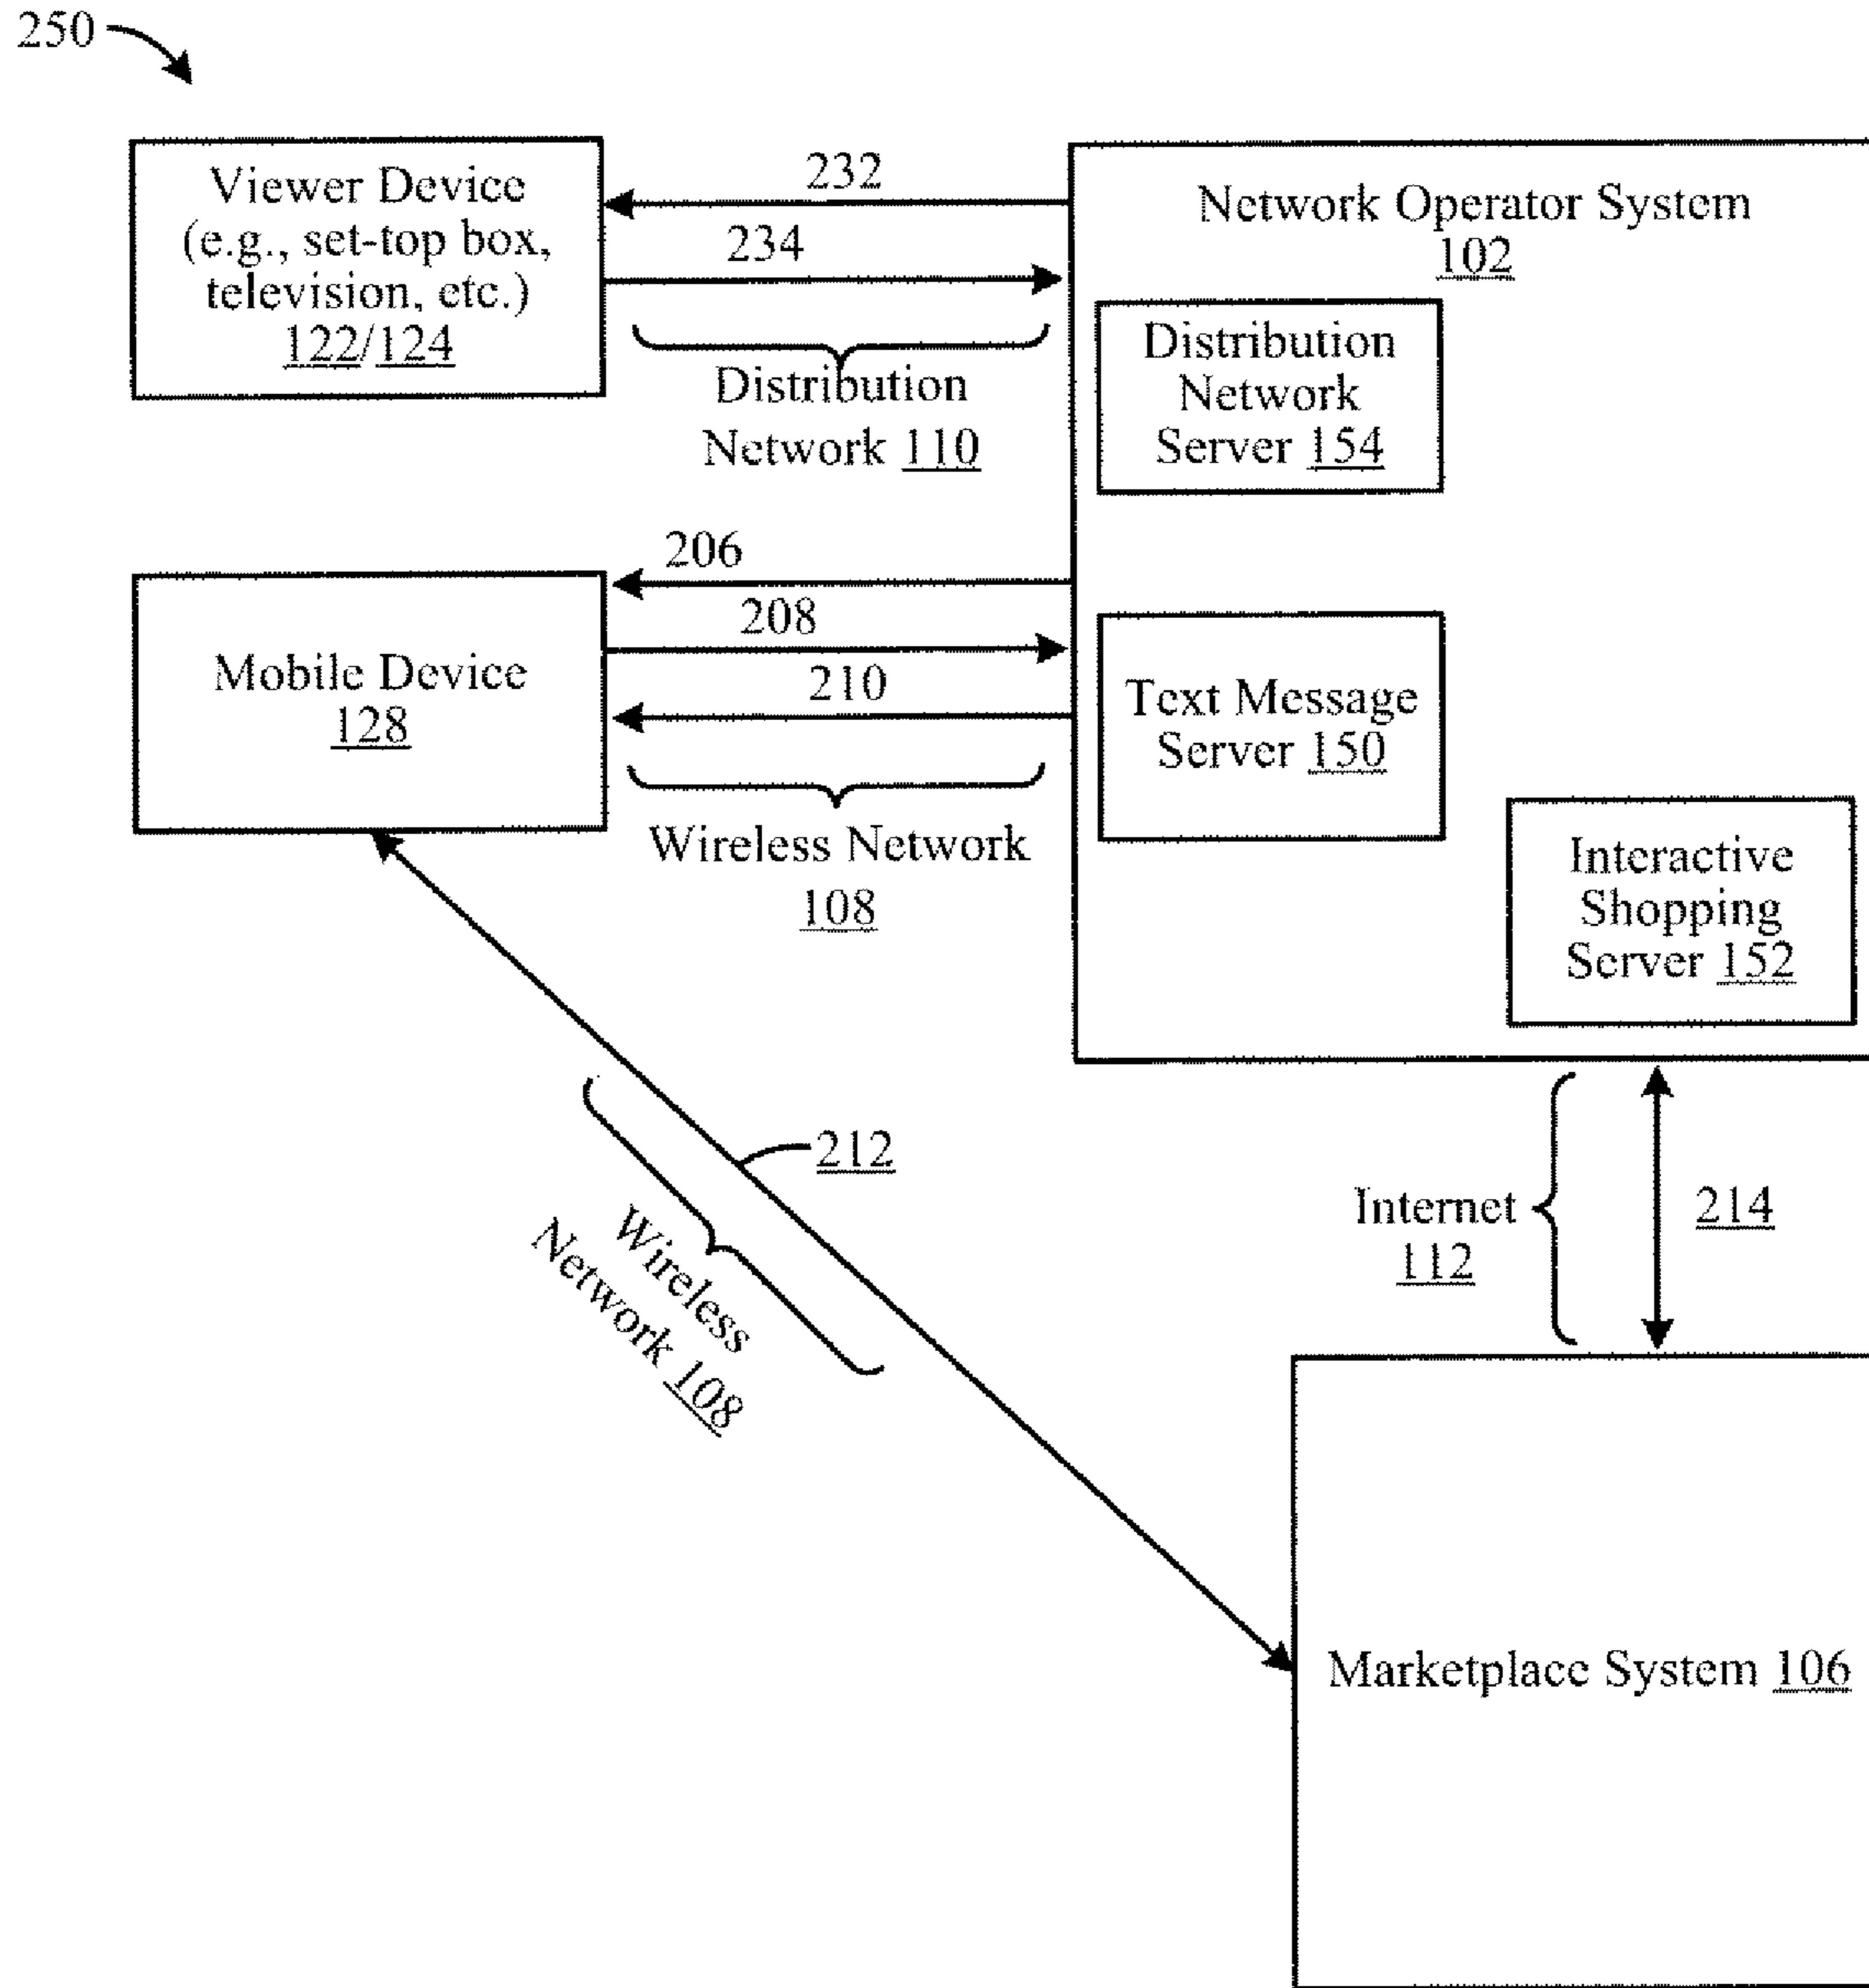 250
Viewer Device
(e.g., set-top box,
television, etc.)
122/124
232
234
Distribution
Network 110
Network Operator System
102
Distribution
Network
Server 154
206
208
210
Mobile Device
128
Wireless Network
108
Text Message
Server 150
Interactive
Shopping
Server 152
212
Wireless
Network 108
Internet
112
214
Marketplace System 106